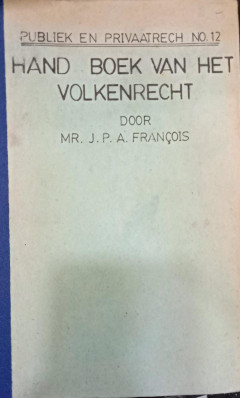 PUBLIEK EN PRIVAATRECH NO.12
HAND BOEK VAN HET
VOLKENRECHT
DOOR
MR. J. P. A. FRANÇOIS